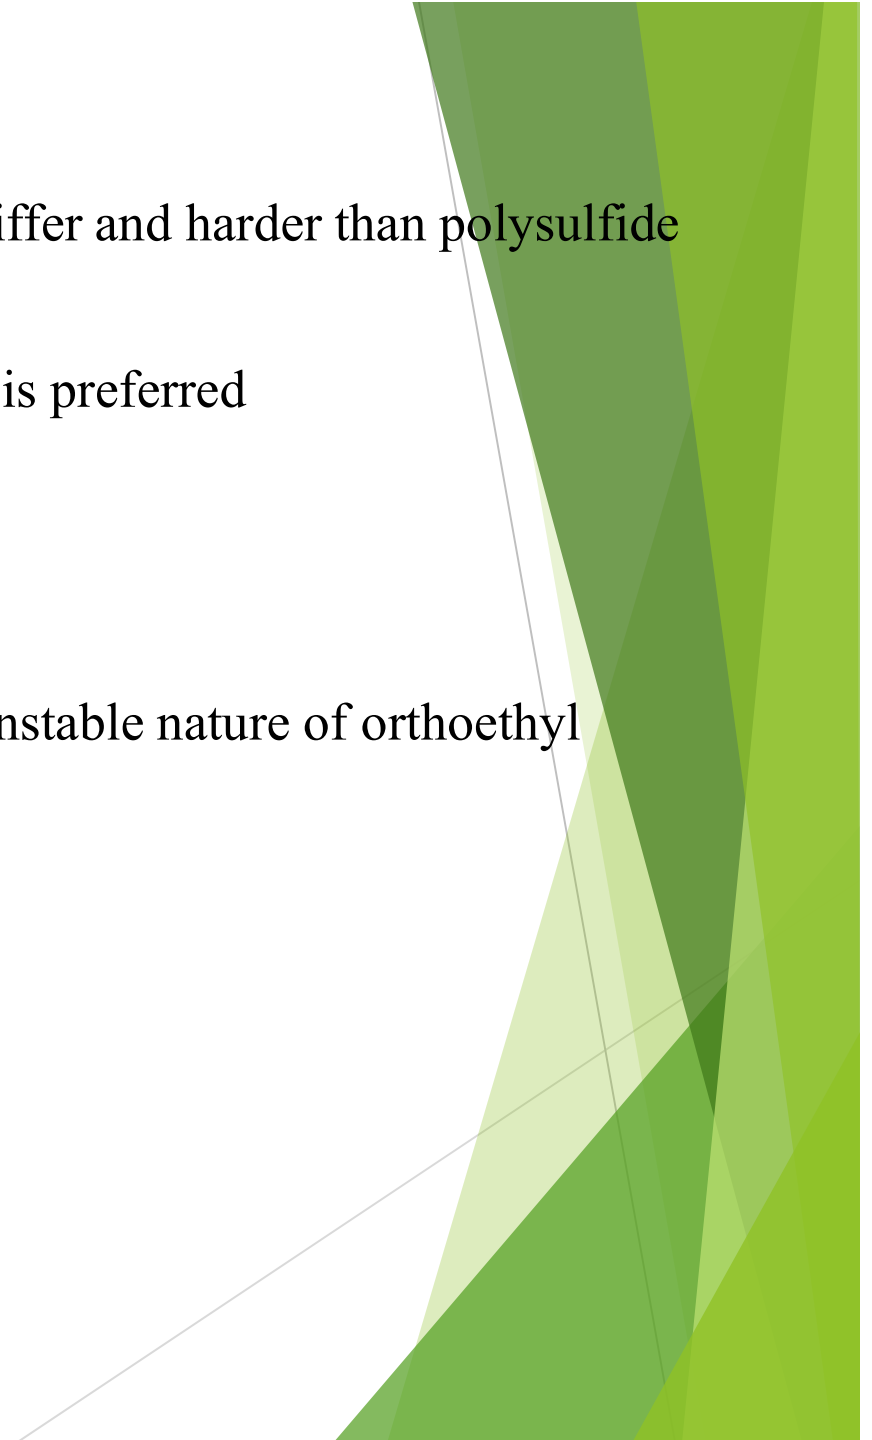 iffer and harder than polysulfide
is preferred
nstable nature of orthoethyl